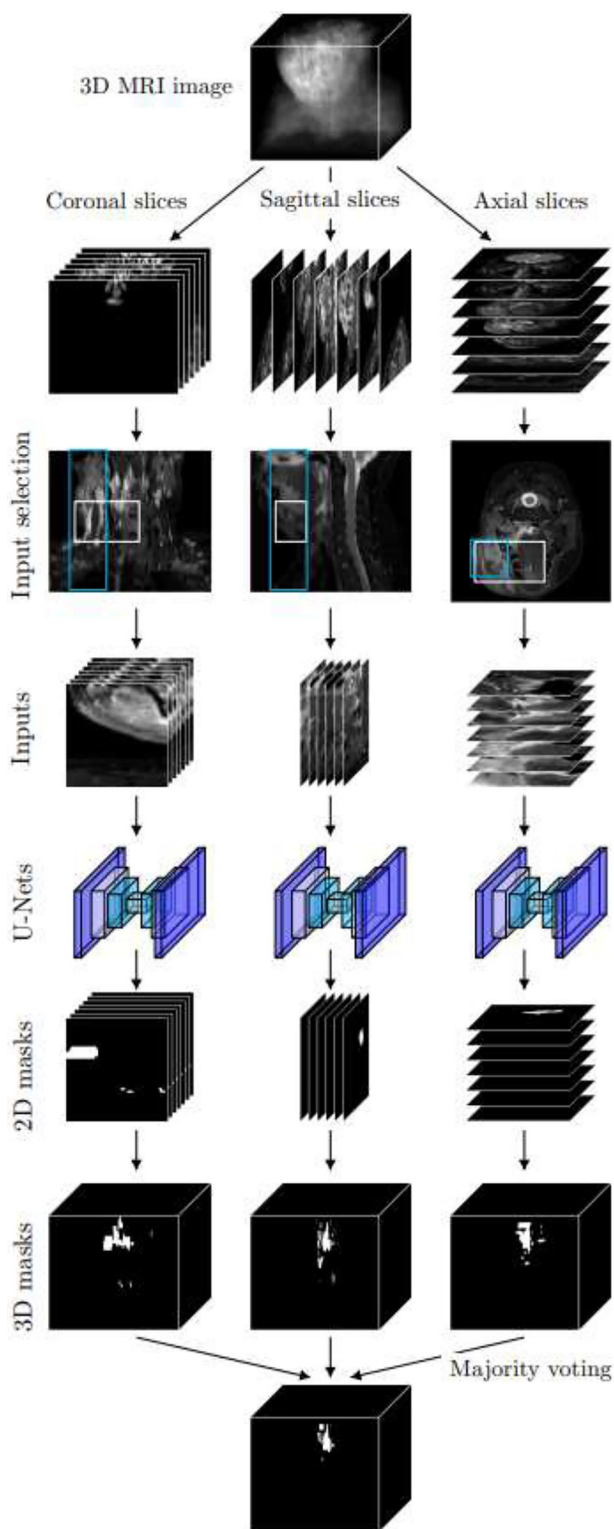 3D MRI image
Coronal slices
Sagittal slices
Axial slices
Input selection
Inputs
U-Nets
2D masks
3D masks
Majority voting